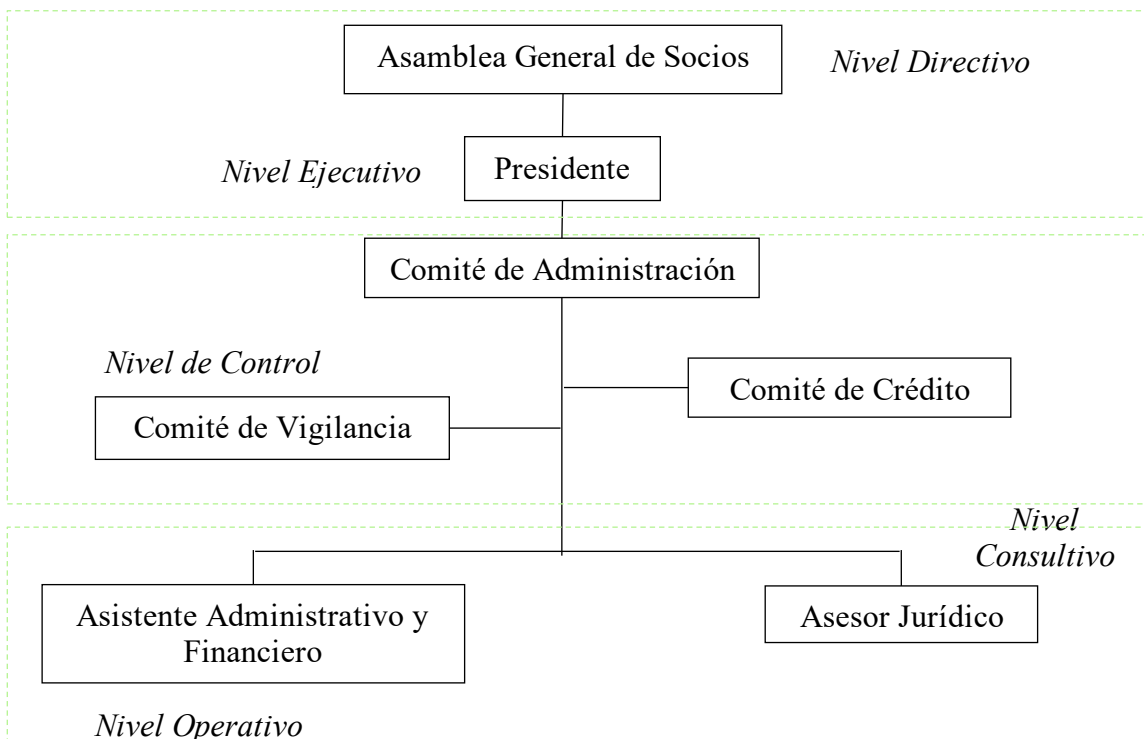 Asamblea General de Socios
Nivel Directivo
Nivel Ejecutivo
Presidente
Comité de Administración
Nivel de Control
Comité de Crédito
Comité de Vigilancia
Nivel
Consultivo
Asistente Administrativo y
Financiero
Asesor Jurídico
Nivel Operativo